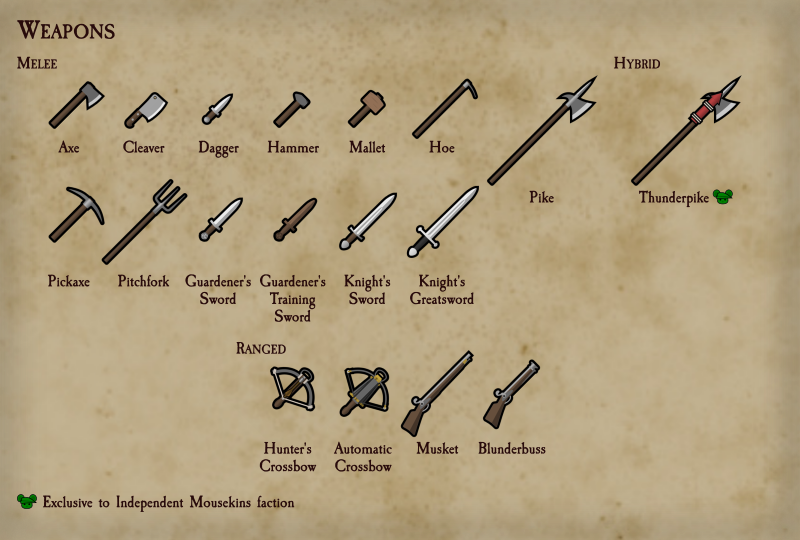 WEAPONS
MELEE
HYBRID
Axe
Cleaver
Dagger
Hammer
Mallet
Hoe
Pike
Thunderpike
Pickaxe
Pitchfork
Guardener's
Sword
Guardener's
Training
Sword
Knight's
Sword
Knight's
Greatsword
RANGED
Hunter's
Crossbow
Automatic
Crossbow
Musket
Blunderbuss
Exclusive to Independent Mousekins faction